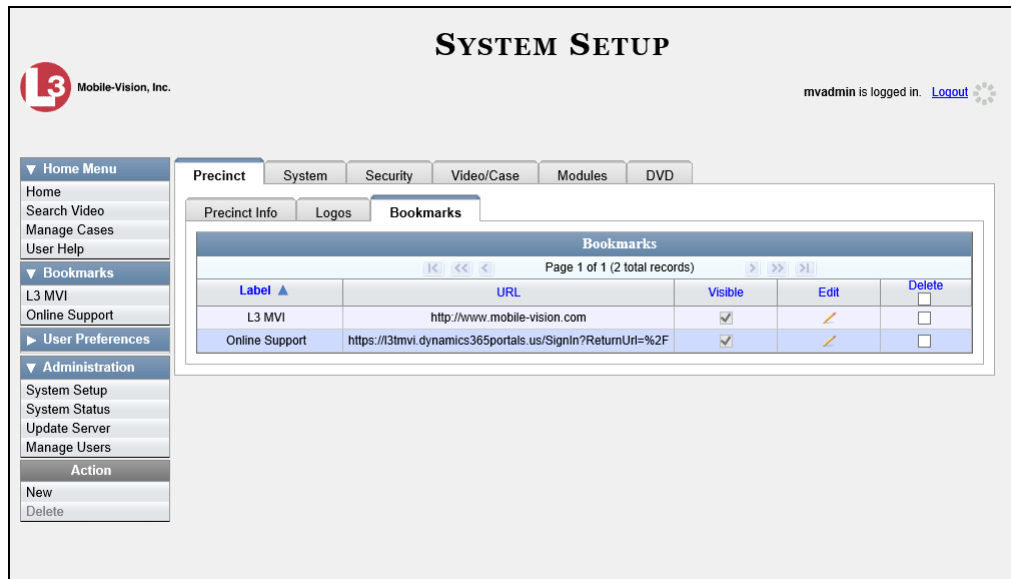 SYSTEM SETUP
L3 Mobile-Vision, Inc.
mvadmin is logged in. Logout
▼ Home Menu
Home
Search Video
Manage Cases
User Help
▼ Bookmarks
L3 MVI
Online Support
► User Preferences
▼ Administration
System Setup
System Status
Update Server
Manage Users
Action
New
Delete
Precinct System Security Video/Case Modules DVD
Precinct Info Logos Bookmarks
Bookmarks
|< << < Page 1 of 1 (2 total records) > >> >|
Label ▲ URL Visible Edit Delete
L3 MVI http://www.mobile-vision.com
Online Support https://l3tmvi.dynamics365portals.us/SignIn?ReturnUrl=%2F